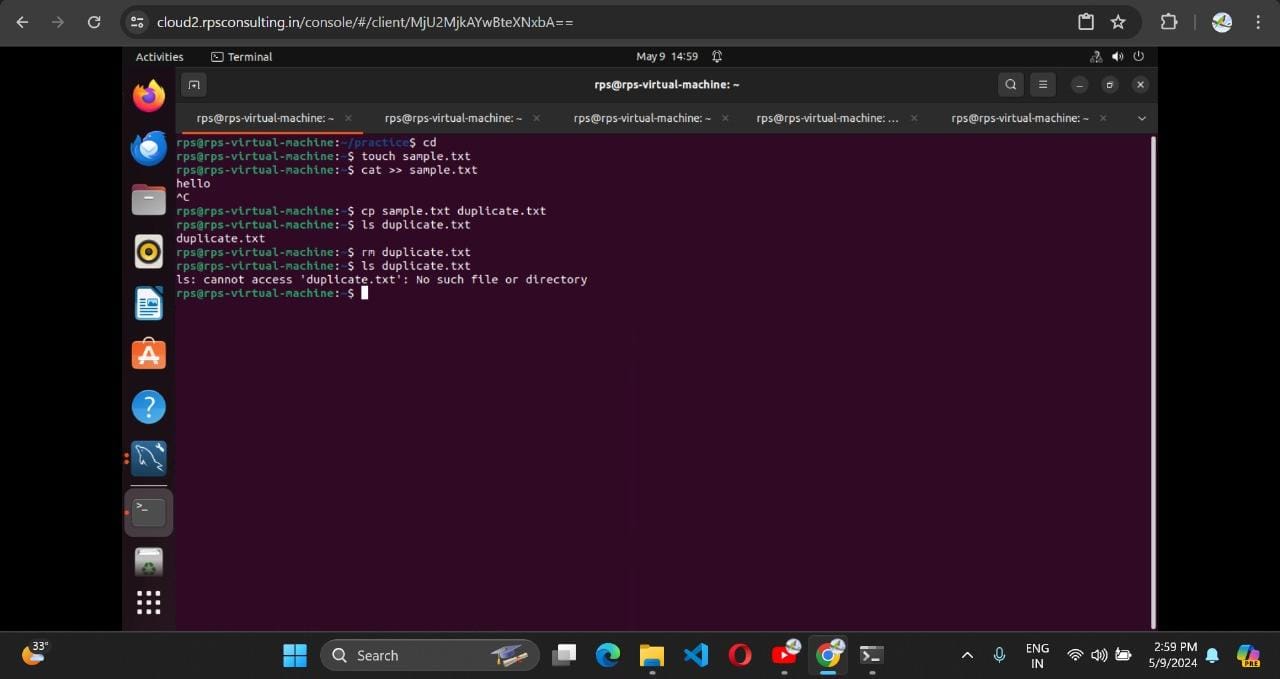 cloud2.rpsconsulting.in/console/#/client/MjU2MjkAYwBteXNxbA==
Activities Terminal May 9 14:59
rps@rps-virtual-machine: ~
rps@rps-virtual-machine: ~ rps@rps-virtual-machine: ~ rps@rps-virtual-machine: ~ rps@rps-virtual-machine: ... rps@rps-virtual-machine: ~
rps@rps-virtual-machine:~/practice$ cd
rps@rps-virtual-machine:~$ touch sample.txt
rps@rps-virtual-machine:~$ cat >> sample.txt
hello
^C
rps@rps-virtual-machine:~$ cp sample.txt duplicate.txt
rps@rps-virtual-machine:~$ ls duplicate.txt
duplicate.txt
rps@rps-virtual-machine:~$ rm duplicate.txt
rps@rps-virtual-machine:~$ ls duplicate.txt
ls: cannot access 'duplicate.txt': No such file or directory
rps@rps-virtual-machine:~$
33°
Search
ENG
IN
2:59 PM
5/9/2024
PRE